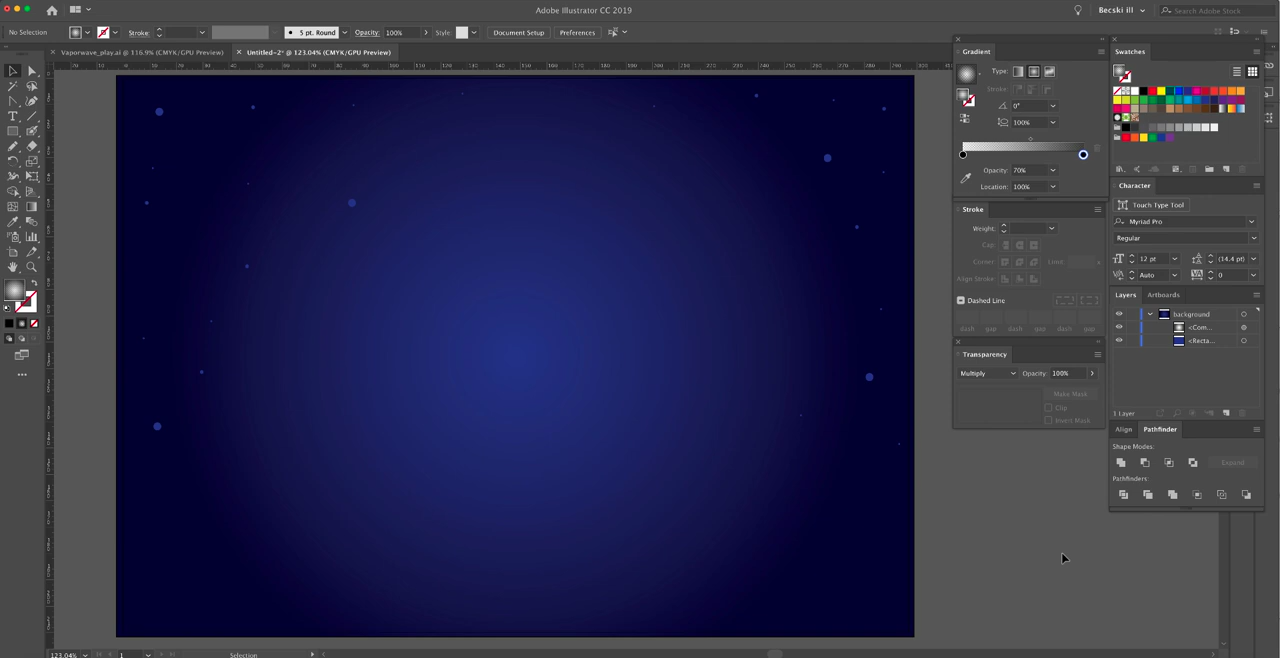 Adobe Illustrator CC 2019
Becski ill
Search Adobe Stock
No Selection
Stroke:
5 pt. Round
Opacity: 100%
Style:
Document Setup
Preferences
Vaporwave_play.ai @ 116.9% (CMYK/GPU Preview)
Untitled-2* @ 123.04% (CMYK/GPU Preview)
Gradient
Type:
Stroke:
0°
100%
Opacity: 70%
Location: 100%
Stroke
Weight:
Cap:
Corner:
Limit:
Align Stroke:
Dashed Line
dash gap dash gap dash gap
Transparency
Multiply
Opacity: 100%
Make Mask
Clip
Invert Mask
Swatches
Character
Touch Type Tool
Myriad Pro
Regular
12 pt
(14.4 pt)
Auto
0
Layers
Artboards
background
<Com...
<Recta...
1 Layer
Align
Pathfinder
Shape Modes:
Expand
Pathfinders:
123.04%
1
Selection